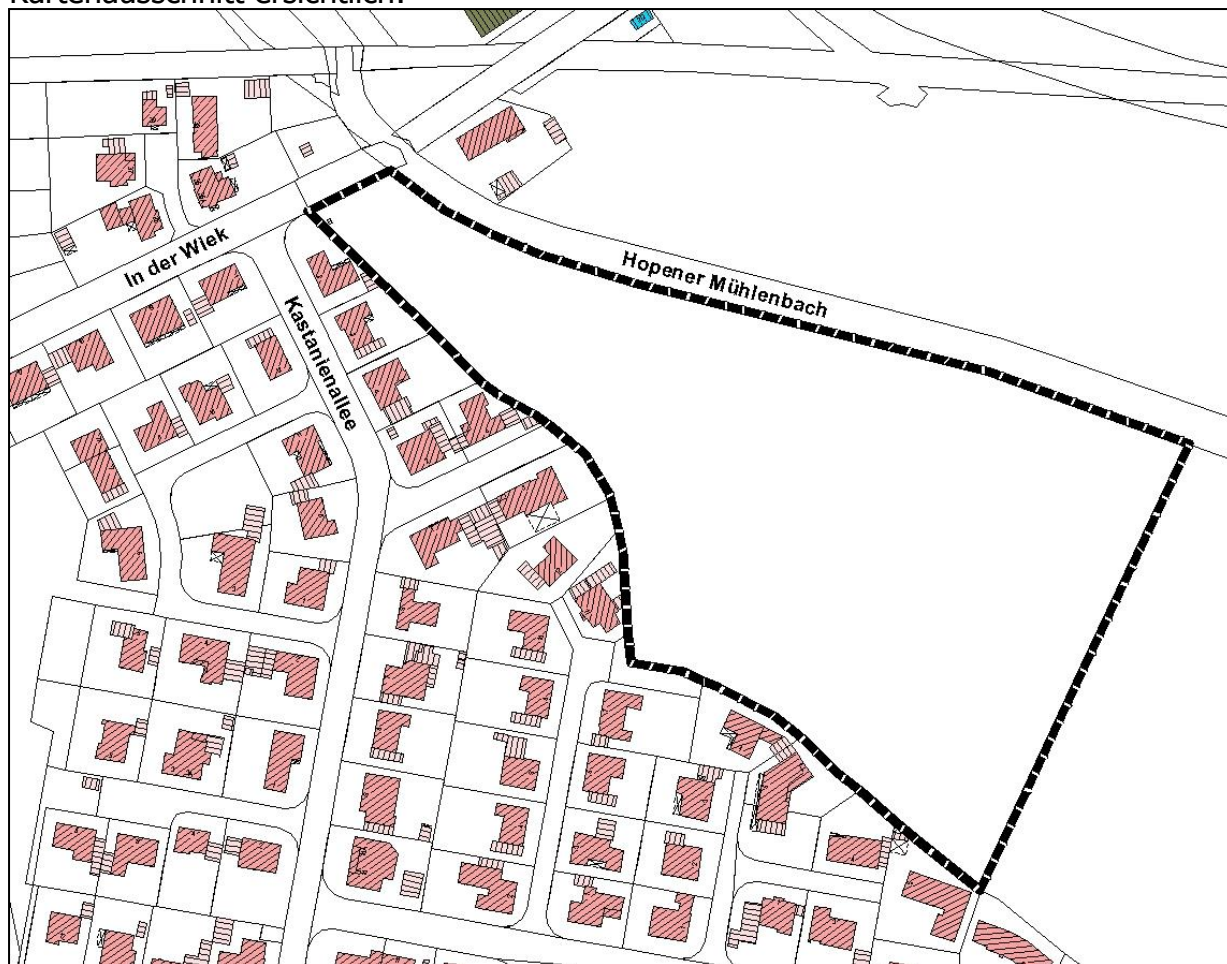 Kartenausschnitt ersichtlich.
Hopener Mühlenbach
In der Wiek
Kastanienallee